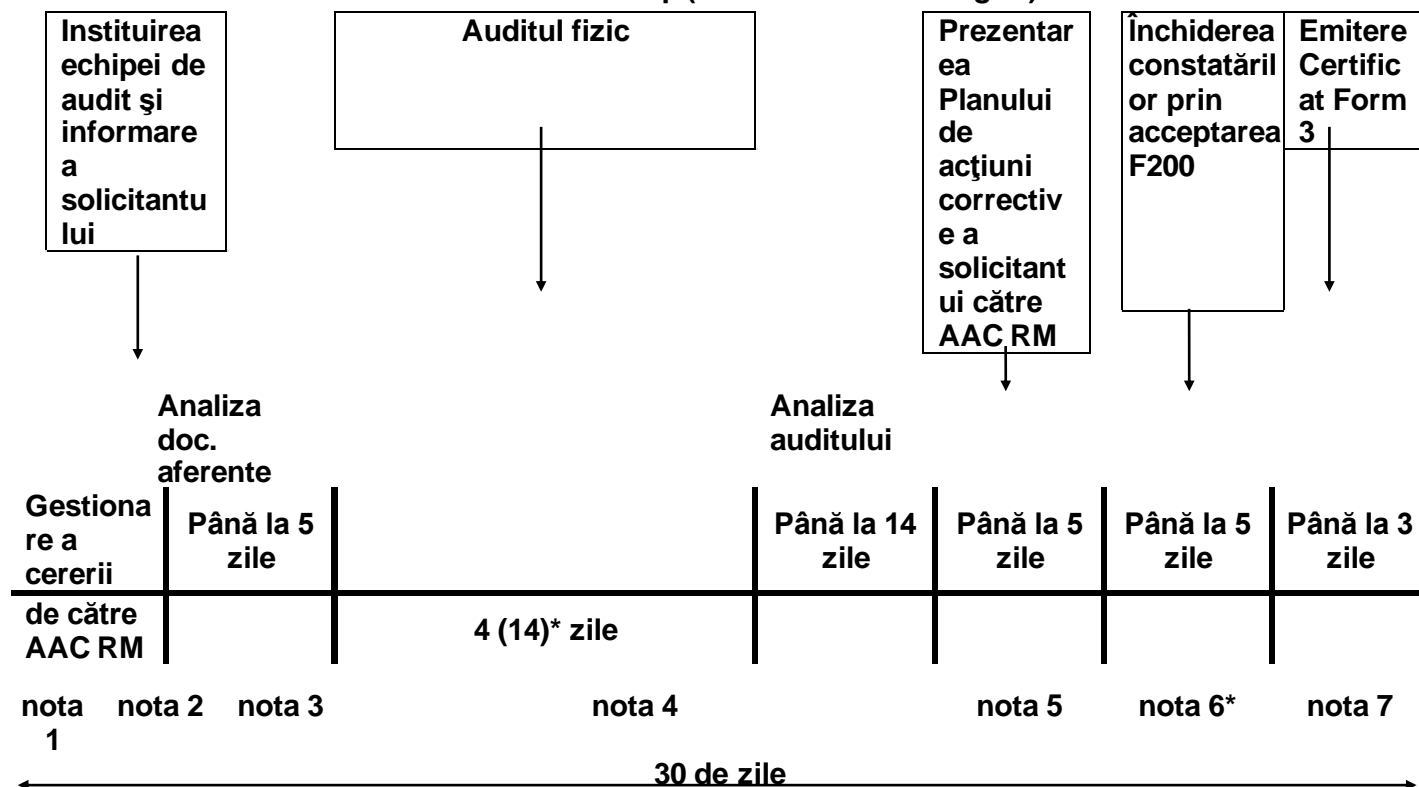 Instituirea
echipei de
audit şi
informare
a
solicitantu
lui
Auditul fizic
Prezentar
ea
Planului
de
acţiuni
correctiv
e a
solicitant
ui către
AAC RM
Închiderea
constatăril
or prin
acceptarea
F200
Emitere
Certific
at Form
3
Analiza
doc.
aferente
Analiza
auditului
Gestiona
re a
cererii
de către
AAC RM
Până la 5
zile
4 (14)* zile
Până la 14
zile
Până la 5
zile
Până la 5
zile
Până la 3
zile
nota
1
nota 2
nota 3
nota 4
nota 5
nota 6*
nota 7
30 de zile